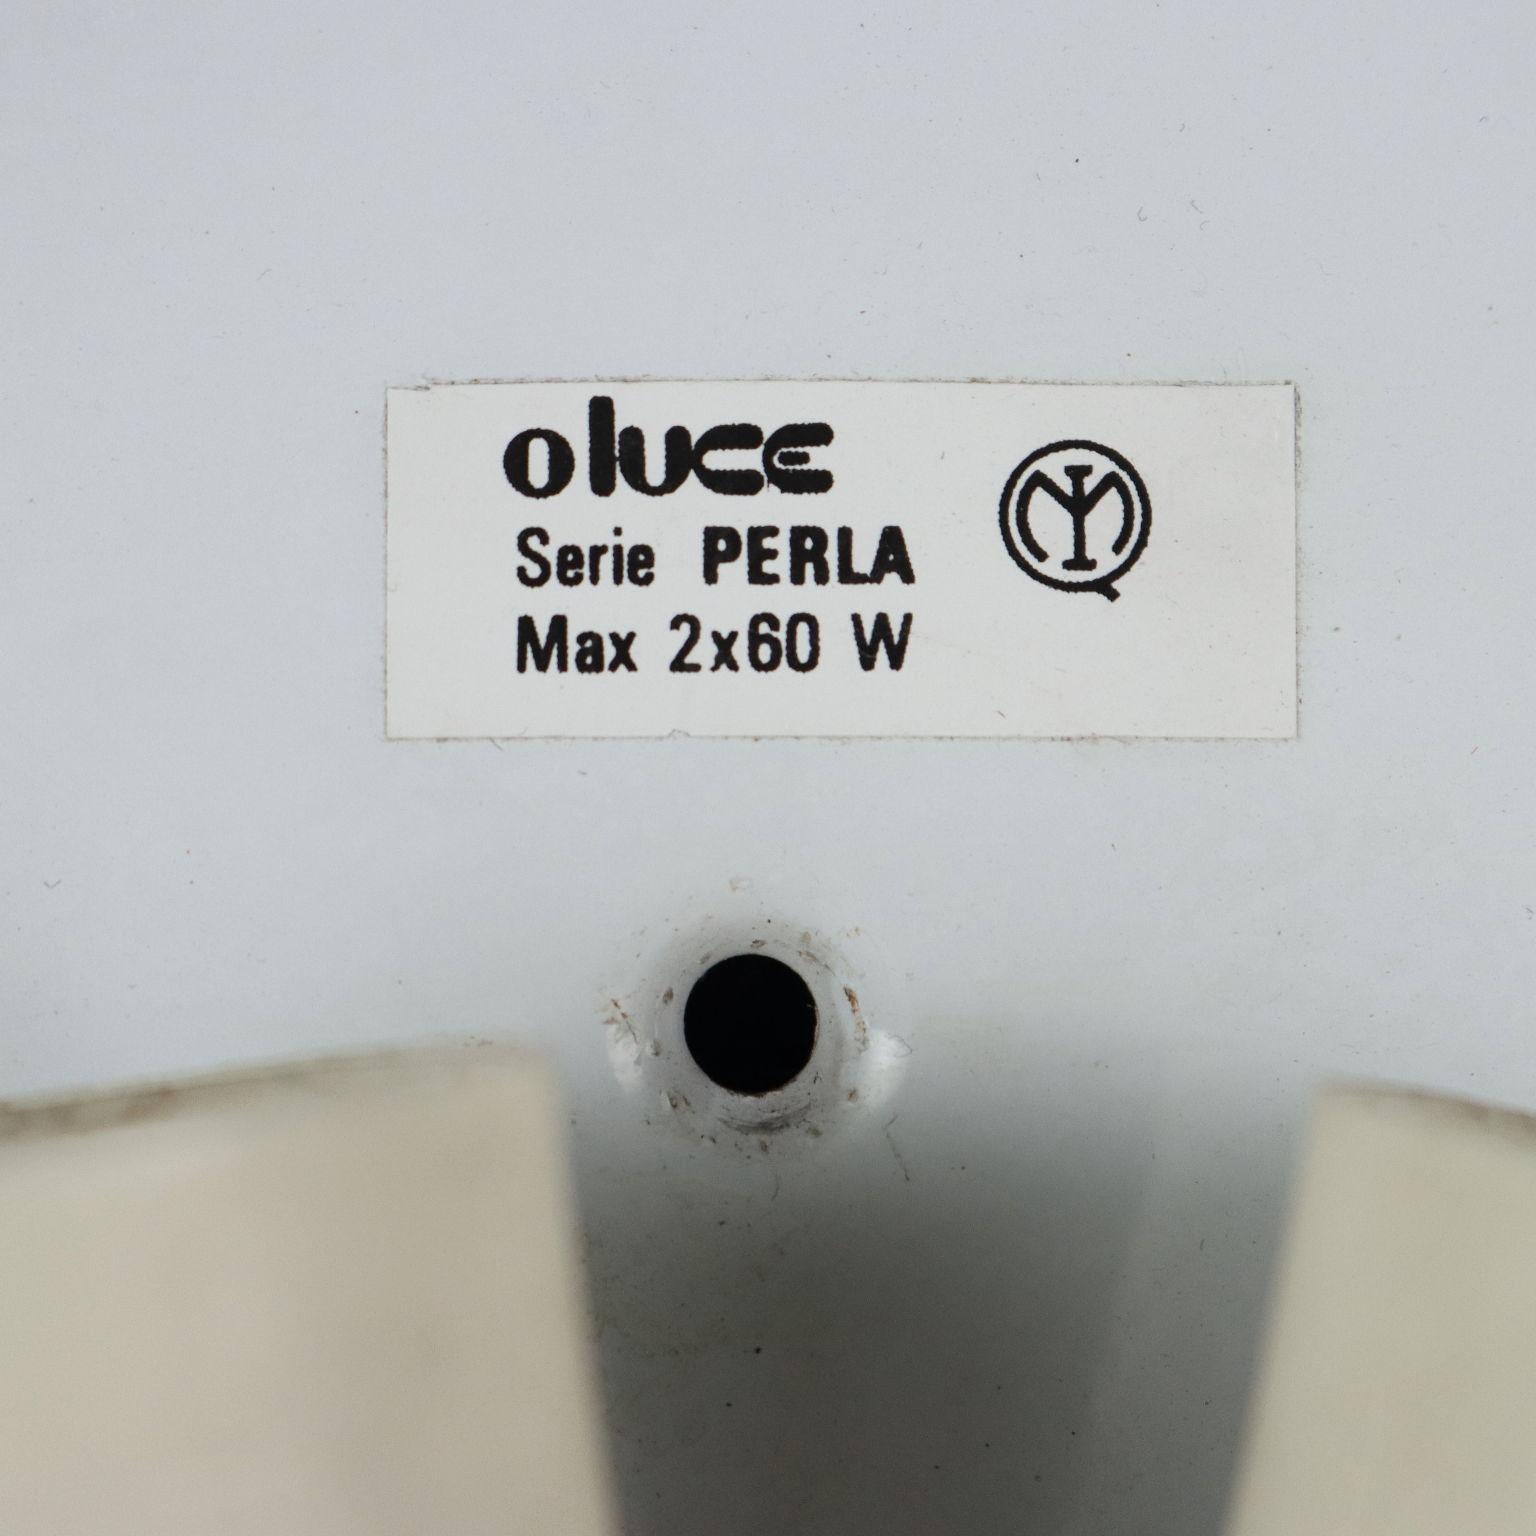 oluce
Serie PERLA
Max 2x60 W